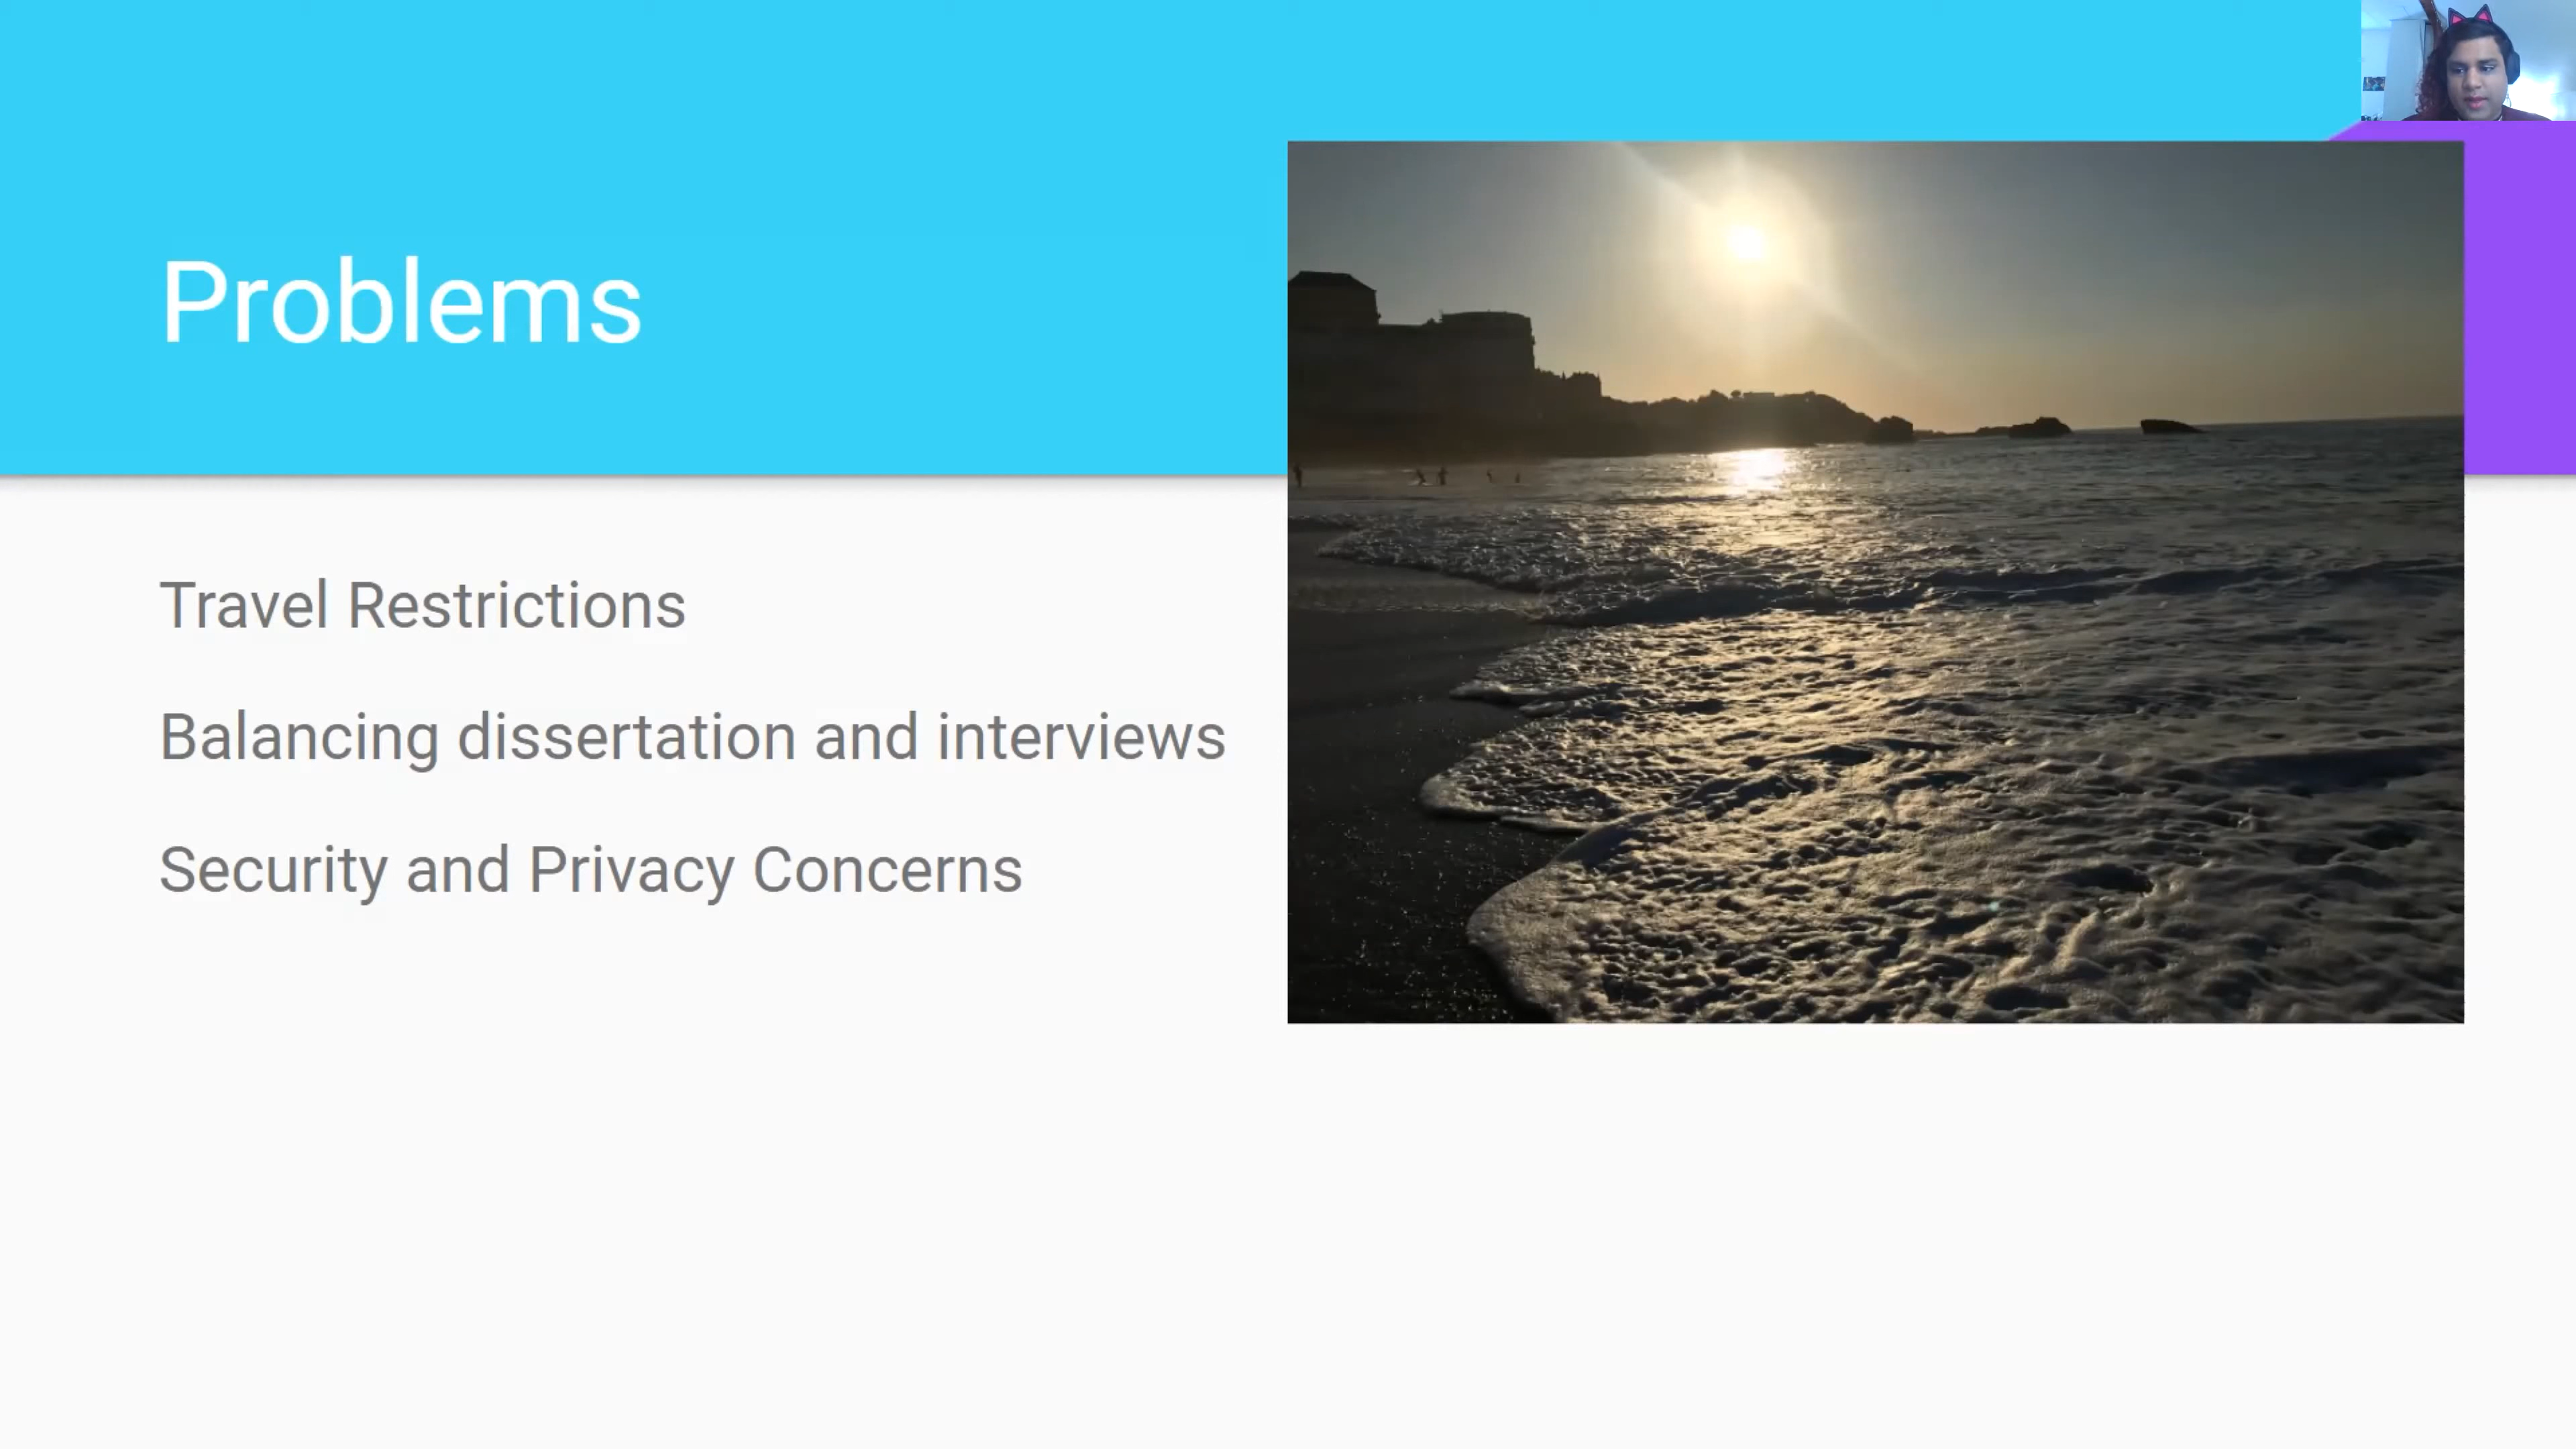 Problems
Travel Restrictions
Balancing dissertation and interviews
Security and Privacy Concerns